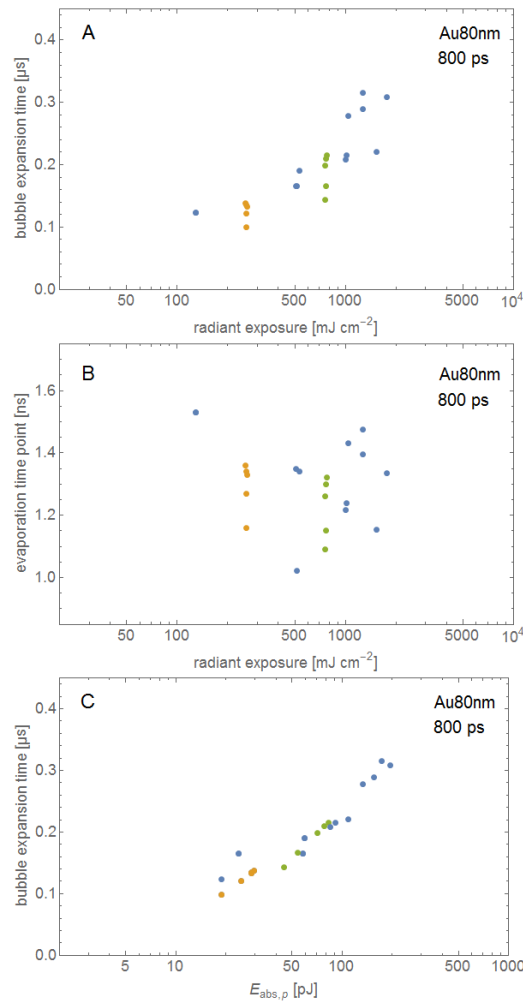 A
Au80nm
800 ps
bubble expansion time [µs]
0.4
0.3
0.2
0.1
0.0
50 100 500 1000 5000 10⁴
radiant exposure [mJ cm⁻²]
B
Au80nm
800 ps
evaporation time point [ns]
1.6
1.4
1.2
1.0
50 100 500 1000 5000 10⁴
radiant exposure [mJ cm⁻²]
C
Au80nm
800 ps
bubble expansion time [µs]
0.4
0.3
0.2
0.1
0.0
5 10 50 100 500 1000
E_abs,p [pJ]